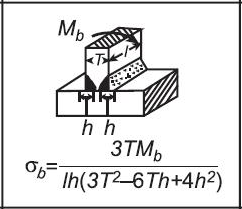 M_b
T l
h h
σ_b = 3TM_b / lh(3T²–6Th+4h²)